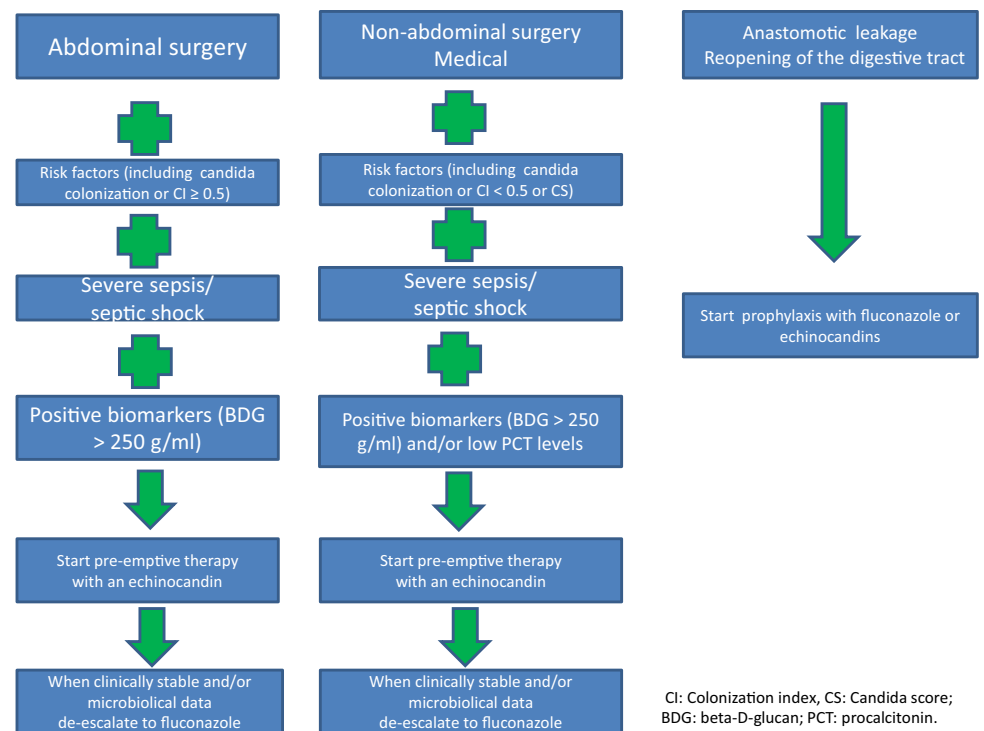 Abdominal surgery
Risk factors (including candida
colonization or CI ≥ 0.5)
Severe sepsis/
septic shock
Positive biomarkers (BDG
> 250 g/ml)
Start pre-emptive therapy
with an echinocandin
When clinically stable and/or
microbiolical data
de-escalate to fluconazole
Non-abdominal surgery
Medical
Risk factors (including candida
colonization or CI < 0.5 or CS)
Severe sepsis/
septic shock
Positive biomarkers (BDG > 250
g/ml) and/or low PCT levels
Start pre-emptive therapy
with an echinocandin
When clinically stable and/or
microbiolical data
de-escalate to fluconazole
Anastomotic leakage
Reopening of the digestive tract
Start prophylaxis with fluconazole or
echinocandins
CI: Colonization index, CS: Candida score;
BDG: beta-D-glucan; PCT: procalcitonin.